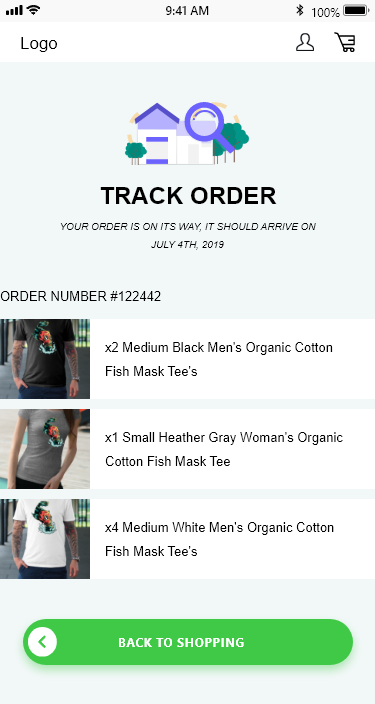 9:41 AM
100%
Logo
TRACK ORDER
YOUR ORDER IS ON ITS WAY, IT SHOULD ARRIVE ON
JULY 4TH, 2019
ORDER NUMBER #122442
x2 Medium Black Men's Organic Cotton
Fish Mask Tee's
x1 Small Heather Gray Woman's Organic
Cotton Fish Mask Tee
x4 Medium White Men's Organic Cotton
Fish Mask Tee's
BACK TO SHOPPING